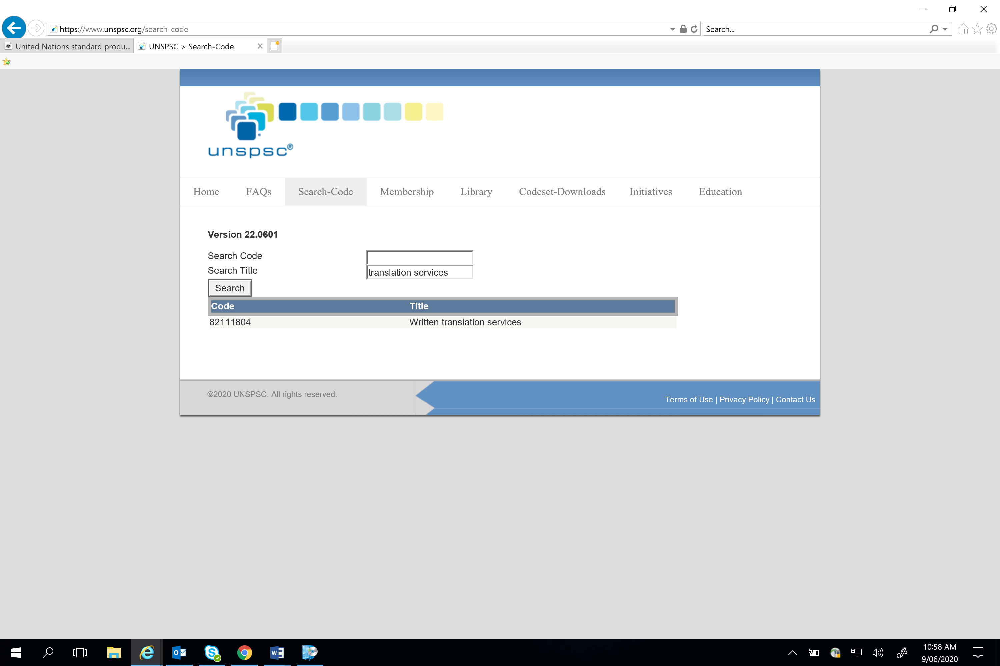 https://www.unspsc.org/search-code
Search...
United Nations standard produ...
UNSPSC > Search-Code
unspsc®
Home FAQs Search-Code Membership Library Codeset-Downloads Initiatives Education
Version 22.0601
Search Code
Search Title translation services
Search
Code Title
82111804 Written translation services
©2020 UNSPSC. All rights reserved.
Terms of Use | Privacy Policy | Contact Us
10:58 AM
9/06/2020